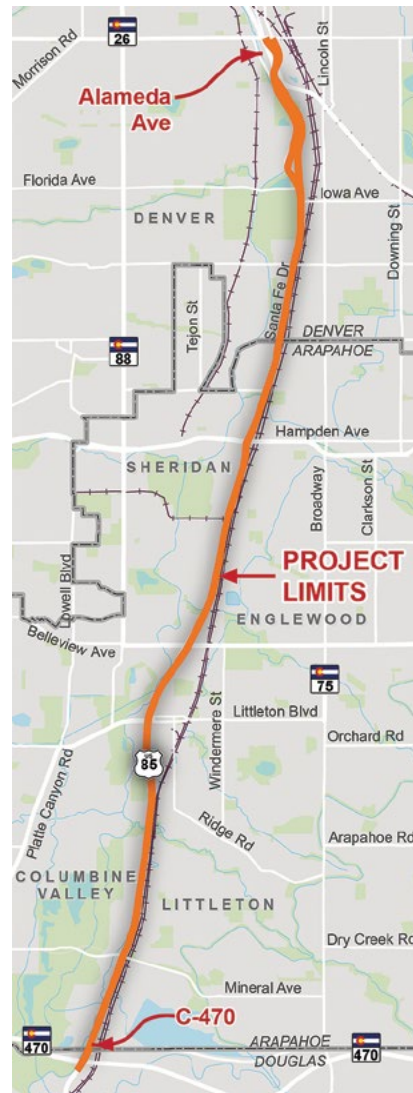 26
Morrison Rd
Lincoln St
Alameda
Ave
Florida Ave
Iowa Ave
DENVER
Downing St
Santa Fe Dr
Tejon St
88
DENVER
ARAPAHOE
Hampden Ave
SHERIDAN
Broadway
Clarkson St
Lowell Blvd
PROJECT
LIMITS
ENGLEWOOD
Belleview Ave
75
Windermere St
Littleton Blvd
Orchard Rd
85
Platte Canyon Rd
Ridge Rd
Arapahoe Rd
COLUMBINE
VALLEY
LITTLETON
Dry Creek Rd
Mineral Ave
C-470
470
ARAPAHOE
DOUGLAS
470